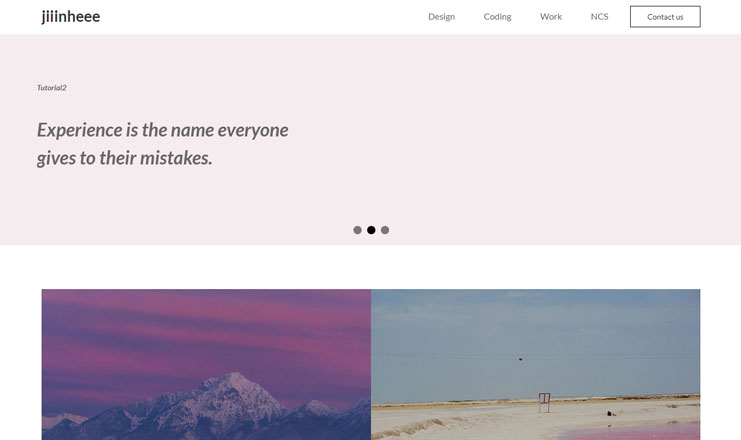 jiiinheee
Design
Coding
Work
NCS
Contact us
Tutorial2
Experience is the name everyone
gives to their mistakes.